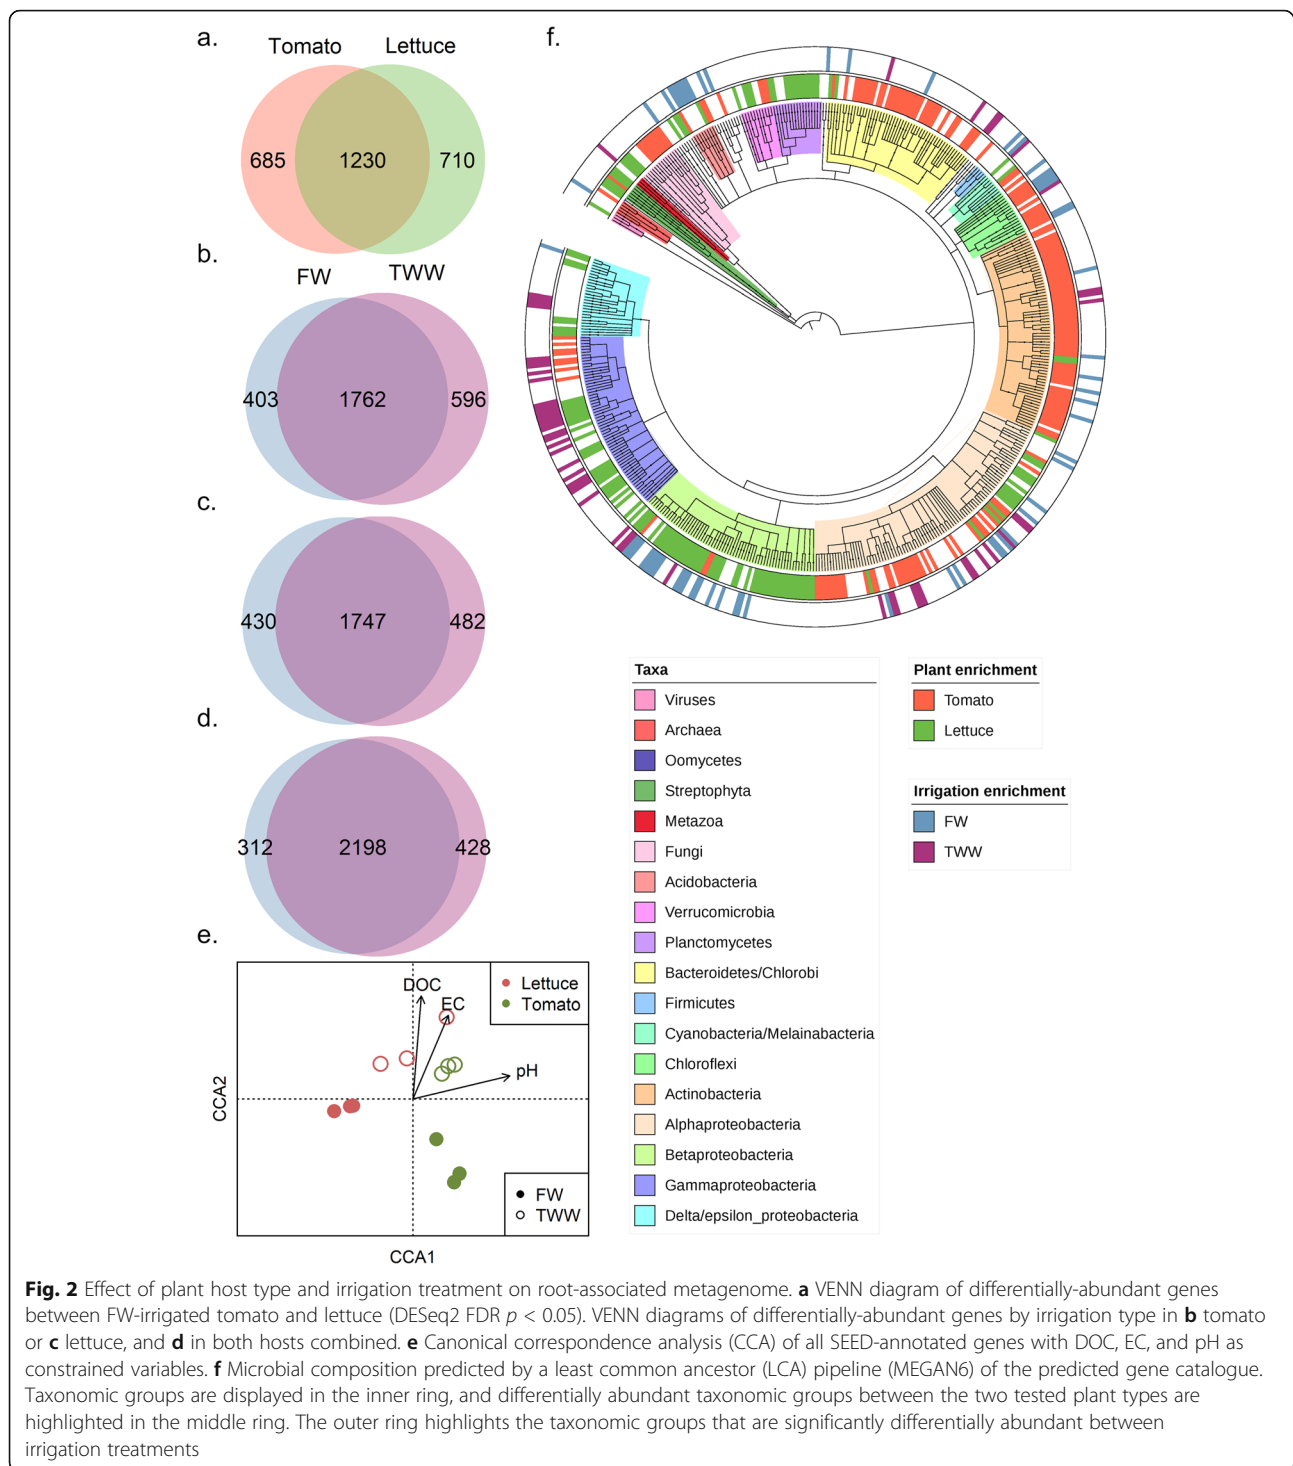 a.
Tomato
Lettuce
685
1230
710
b.
FW
TWW
403
1762
596
c.
430
1747
482
d.
312
2198
428
e.
DOC
EC
pH
Lettuce
Tomato
FW
TWW
CCA2
CCA1
f.
Taxa
Viruses
Archaea
Oomycetes
Streptophyta
Metazoa
Fungi
Acidobacteria
Verrucomicrobia
Planctomycetes
Bacteroidetes/Chlorobi
Firmicutes
Cyanobacteria/Melainabacteria
Chloroflexi
Actinobacteria
Alphaproteobacteria
Betaproteobacteria
Gammaproteobacteria
Delta/epsilon_proteobacteria
Plant enrichment
Tomato
Lettuce
Irrigation enrichment
FW
TWW
Fig. 2 Effect of plant host type and irrigation treatment on root-associated metagenome. a VENN diagram of differentially-abundant genes
between FW-irrigated tomato and lettuce (DESeq2 FDR p < 0.05). VENN diagrams of differentially-abundant genes by irrigation type in b tomato
or c lettuce, and d in both hosts combined. e Canonical correspondence analysis (CCA) of all SEED-annotated genes with DOC, EC, and pH as
constrained variables. f Microbial composition predicted by a least common ancestor (LCA) pipeline (MEGAN6) of the predicted gene catalogue.
Taxonomic groups are displayed in the inner ring, and differentially abundant taxonomic groups between the two tested plant types are
highlighted in the middle ring. The outer ring highlights the taxonomic groups that are significantly differentially abundant between
irrigation treatments